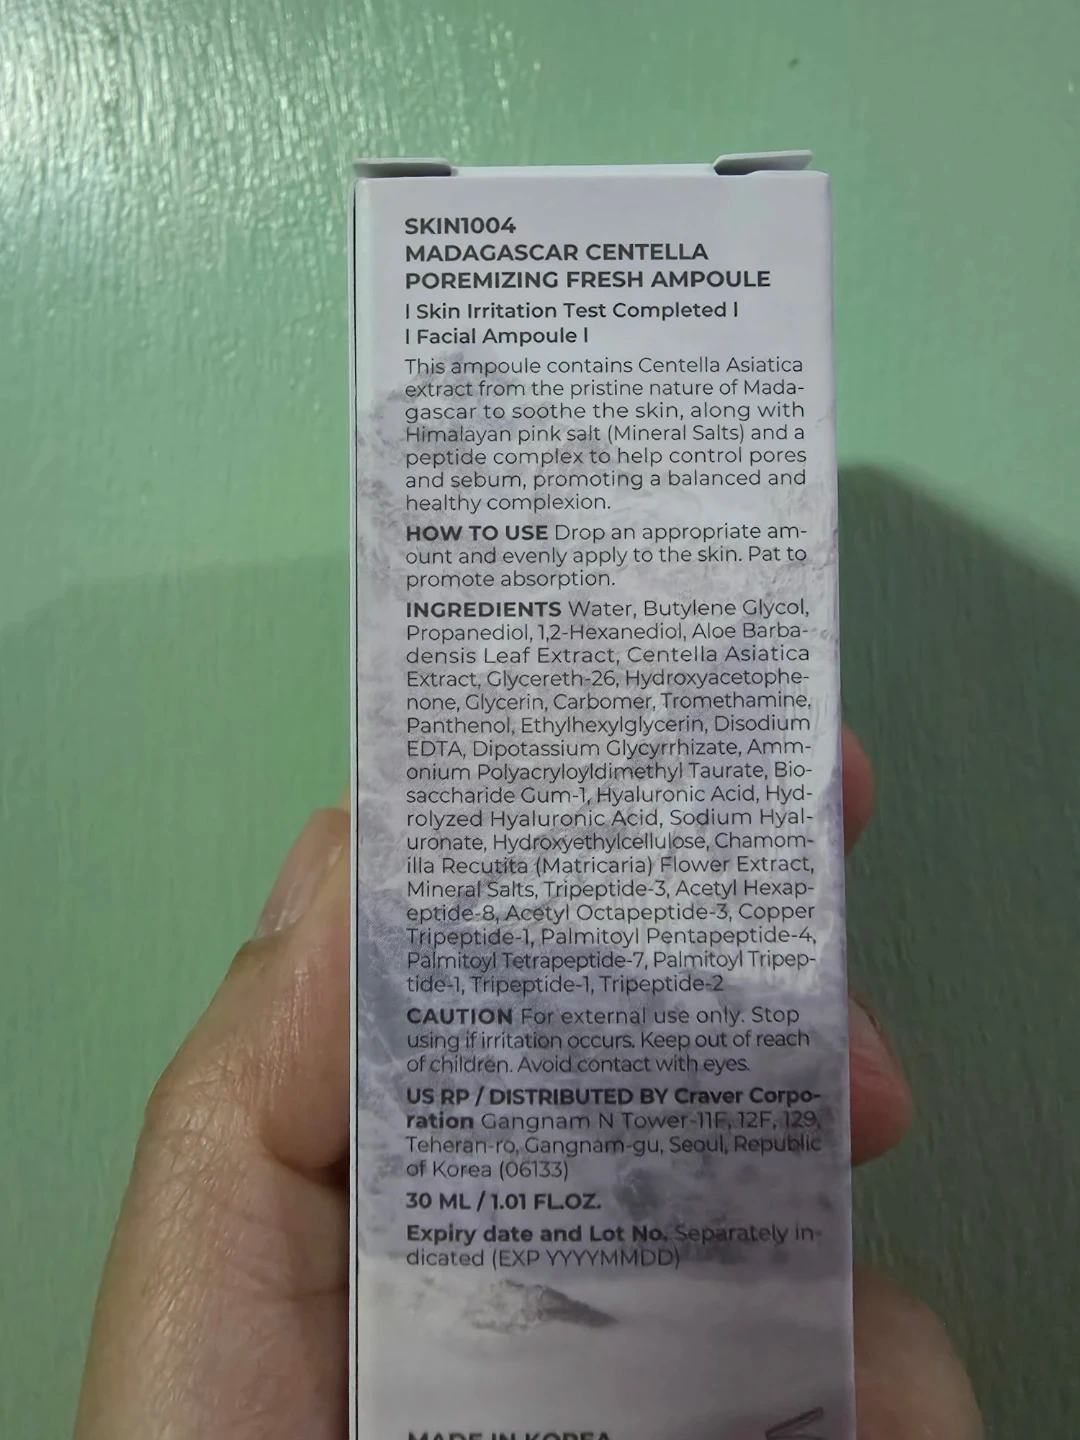 SKIN1004
MADAGASCAR CENTELLA
POREMIZING FRESH AMPOULE
l Skin Irritation Test Completed l
l Facial Ampoule l
This ampoule contains Centella Asiatica
extract from the pristine nature of Mada-
gascar to soothe the skin, along with
Himalayan pink salt (Mineral Salts) and a
peptide complex to help control pores
and sebum, promoting a balanced and
healthy complexion.
HOW TO USE Drop an appropriate am-
ount and evenly apply to the skin. Pat to
promote absorption.
INGREDIENTS Water, Butylene Glycol,
Propanediol, 1,2-Hexanediol, Aloe Barba-
densis Leaf Extract, Centella Asiatica
Extract, Glycereth-26, Hydroxyacetophe-
none, Glycerin, Carbomer, Tromethamine,
Panthenol, Ethylhexylglycerin, Disodium
EDTA, Dipotassium Glycyrrhizate, Amm-
onium Polyacryloyldimethyl Taurate, Bio-
saccharide Gum-1, Hyaluronic Acid, Hyd-
rolyzed Hyaluronic Acid, Sodium Hyal-
uronate, Hydroxyethylcellulose, Chamom-
illa Recutita (Matricaria) Flower Extract,
Mineral Salts, Tripeptide-3, Acetyl Hexap-
eptide-8, Acetyl Octapeptide-3, Copper
Tripeptide-1, Palmitoyl Pentapeptide-4,
Palmitoyl Tetrapeptide-7, Palmitoyl Tripep-
tide-1, Tripeptide-1, Tripeptide-2
CAUTION For external use only. Stop
using if irritation occurs. Keep out of reach
of children. Avoid contact with eyes.
US RP / DISTRIBUTED BY Craver Corpo-
ration Gangnam N Tower-11F, 12F, 129,
Teheran-ro, Gangnam-gu, Seoul, Republic
of Korea (06133)
30 ML / 1.01 FL.OZ.
Expiry date and Lot No. Separately in-
dicated (EXP YYYYMMDD)
MADE IN KOREA